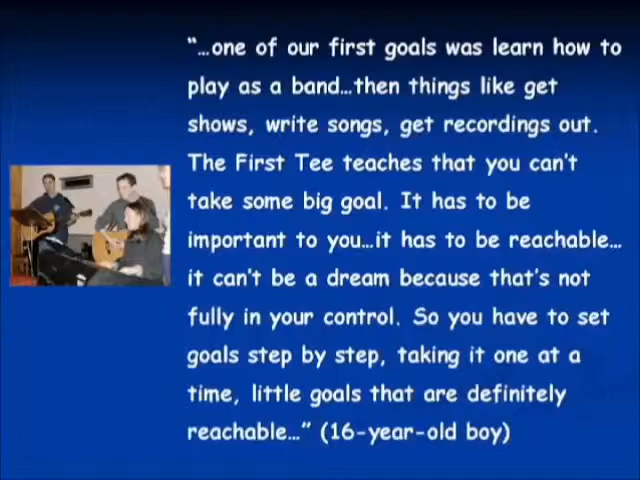 “…one of our first goals was learn how to
play as a band…then things like get
shows, write songs, get recordings out.
The First Tee teaches that you can’t
take some big goal. It has to be
important to you…it has to be reachable…
it can’t be a dream because that’s not
fully in your control. So you have to set
goals step by step, taking it one at a
time, little goals that are definitely
reachable…” (16-year-old boy)